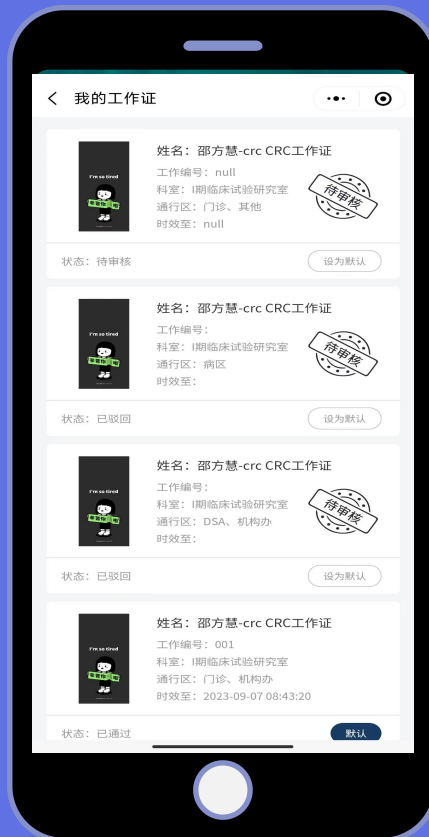 我的工作证
姓名：邵方慧-crc CRC工作证
I'm so tired
工作编号：null
科室：I期临床试验研究室
通行区：门诊、其他
时效至：null
待审核
状态：待审核
设为默认
姓名：邵方慧-crc CRC工作证
I'm so tired
工作编号：
科室：I期临床试验研究室
通行区：病区
时效至：
待审核
状态：已驳回
设为默认
姓名：邵方慧-crc CRC工作证
I'm so tired
工作编号：
科室：I期临床试验研究室
通行区：DSA、机构办
时效至：
待审核
状态：已驳回
设为默认
姓名：邵方慧-crc CRC工作证
I'm so tired
工作编号：001
科室：I期临床试验研究室
通行区：门诊、机构办
时效至：2023-09-07 08:43:20
状态：已通过
默认